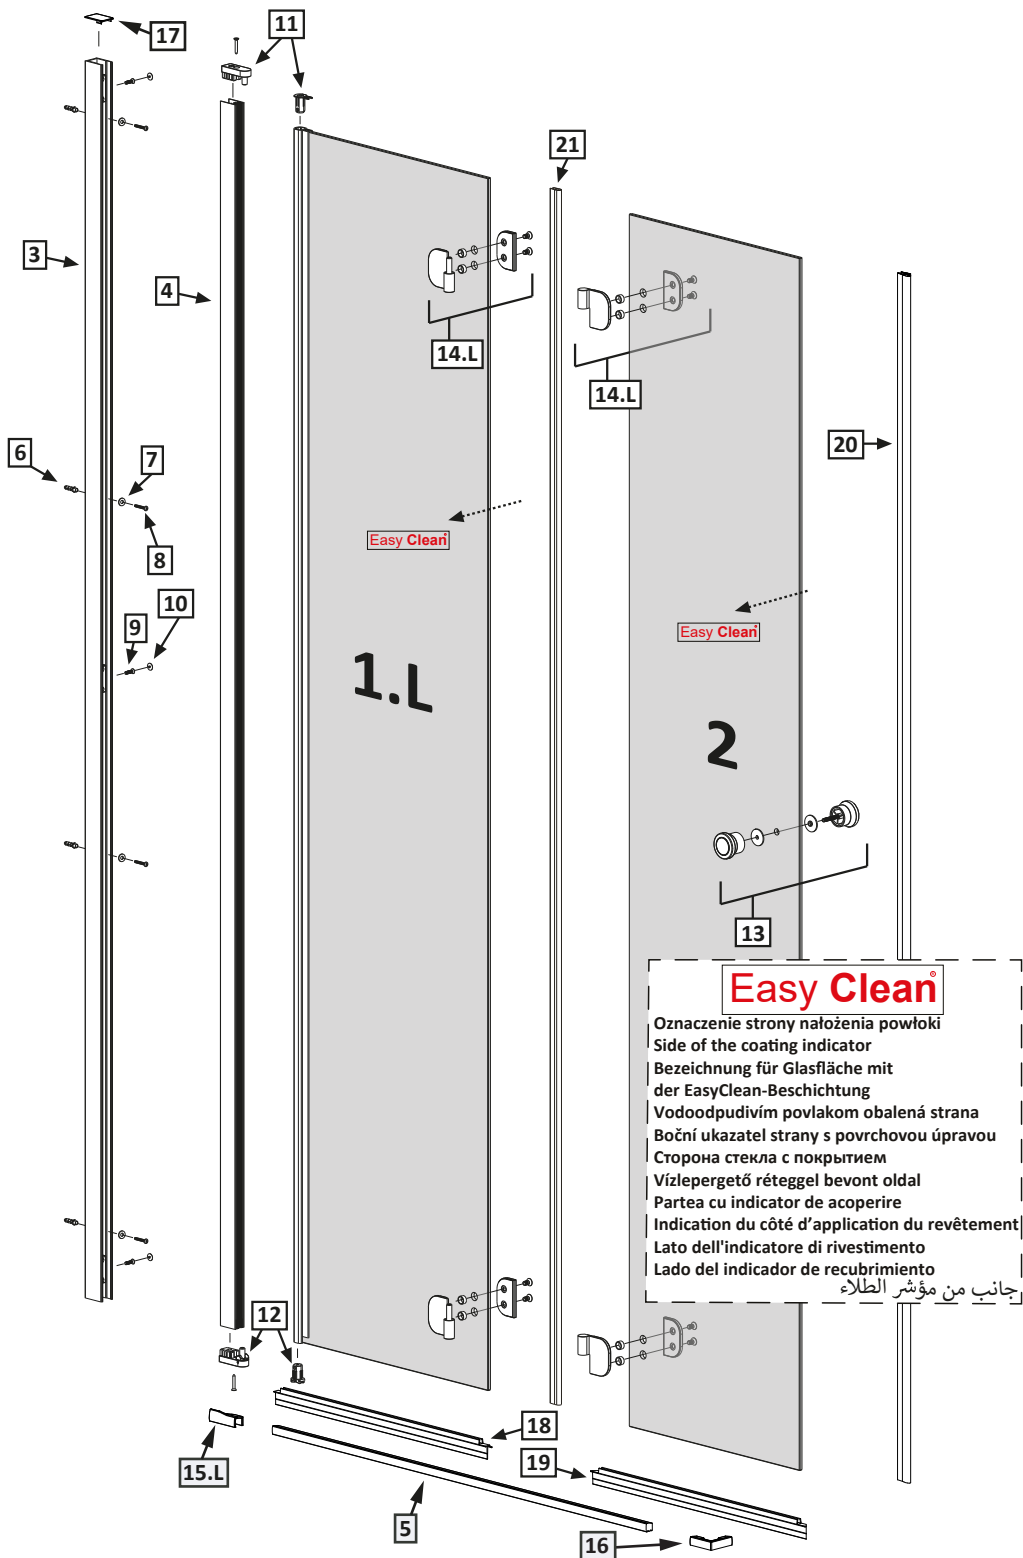 17
11
21
3
4
14.L
14.L
20
6
7
8
Easy Clean
9
10
Easy Clean
1.L
2
13
Easy Clean®
Oznaczenie strony nałożenia powłoki
Side of the coating indicator
Bezeichnung für Glasfläche mit
der EasyClean-Beschichtung
Vodoodpudivím povlakom obalená strana
Boční ukazatel strany s povrchovou úpravou
Сторона стекла с покрытием
Vízlepergető réteggel bevont oldal
Partea cu indicator de acoperire
Indication du côté d’application du revêtement
Lato dell'indicatore di rivestimento
Lado del indicador de recubrimiento
جانب من مؤشر الطلاء
12
18
19
15.L
5
16